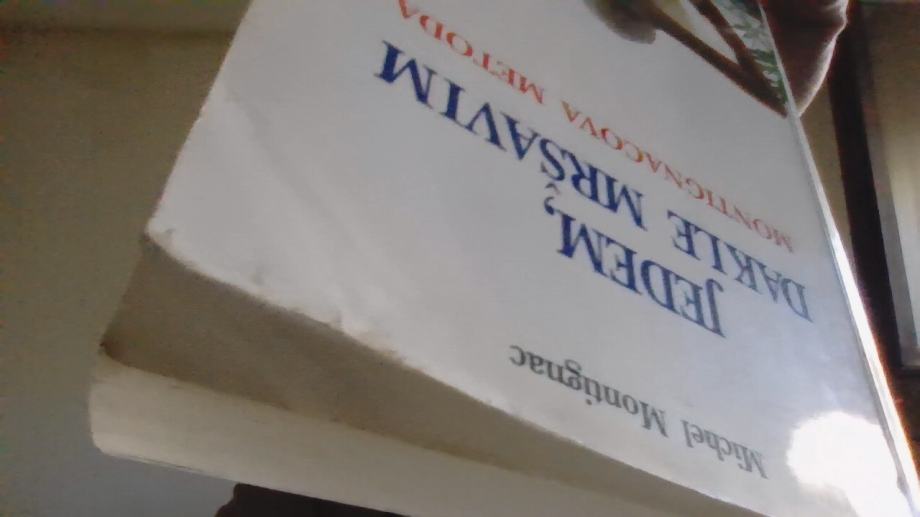 Michel Montignac
JEDEM,
DAKLE MRŠAVIM
MONTIGNACOVA METODA